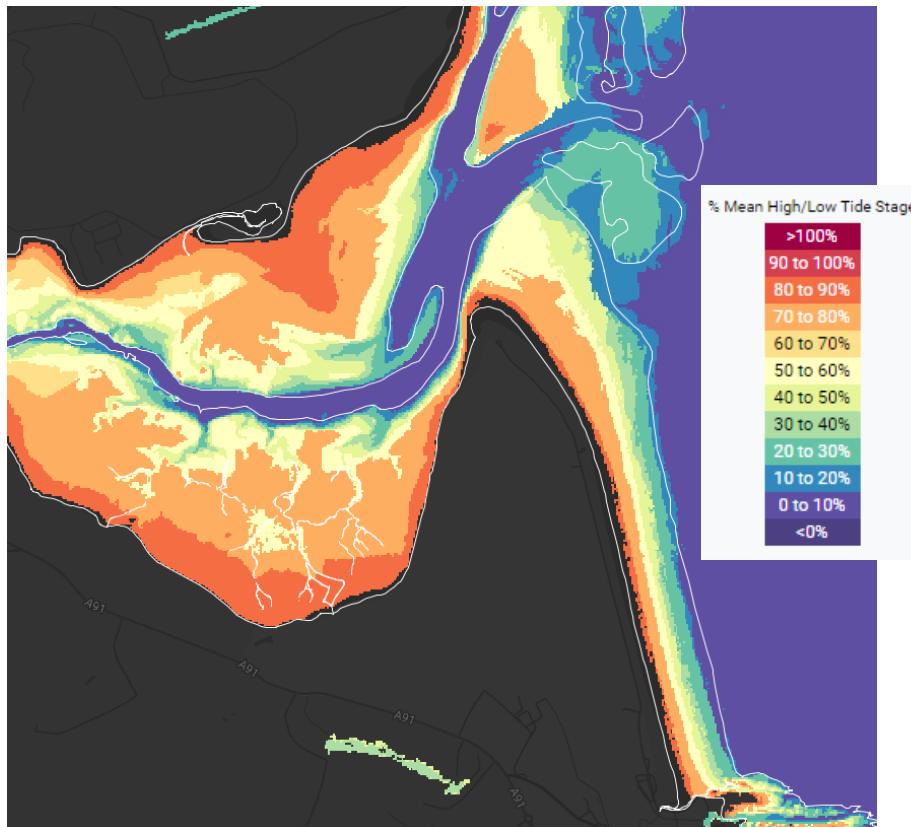 % Mean High/Low Tide Stage
>100%
90 to 100%
80 to 90%
70 to 80%
60 to 70%
50 to 60%
40 to 50%
30 to 40%
20 to 30%
10 to 20%
0 to 10%
<0%
A91
A91
A91
A91